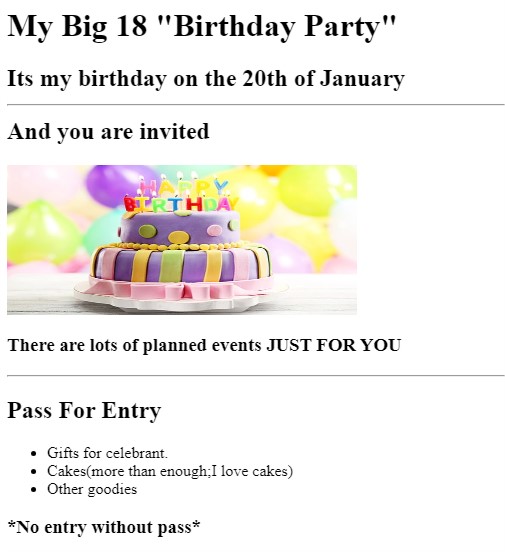 My Big 18 "Birthday Party"
Its my birthday on the 20th of January
And you are invited
HAPPY
BIRTHDAY
There are lots of planned events JUST FOR YOU
Pass For Entry
Gifts for celebrant.
Cakes(more than enough;I love cakes)
Other goodies
*No entry without pass*